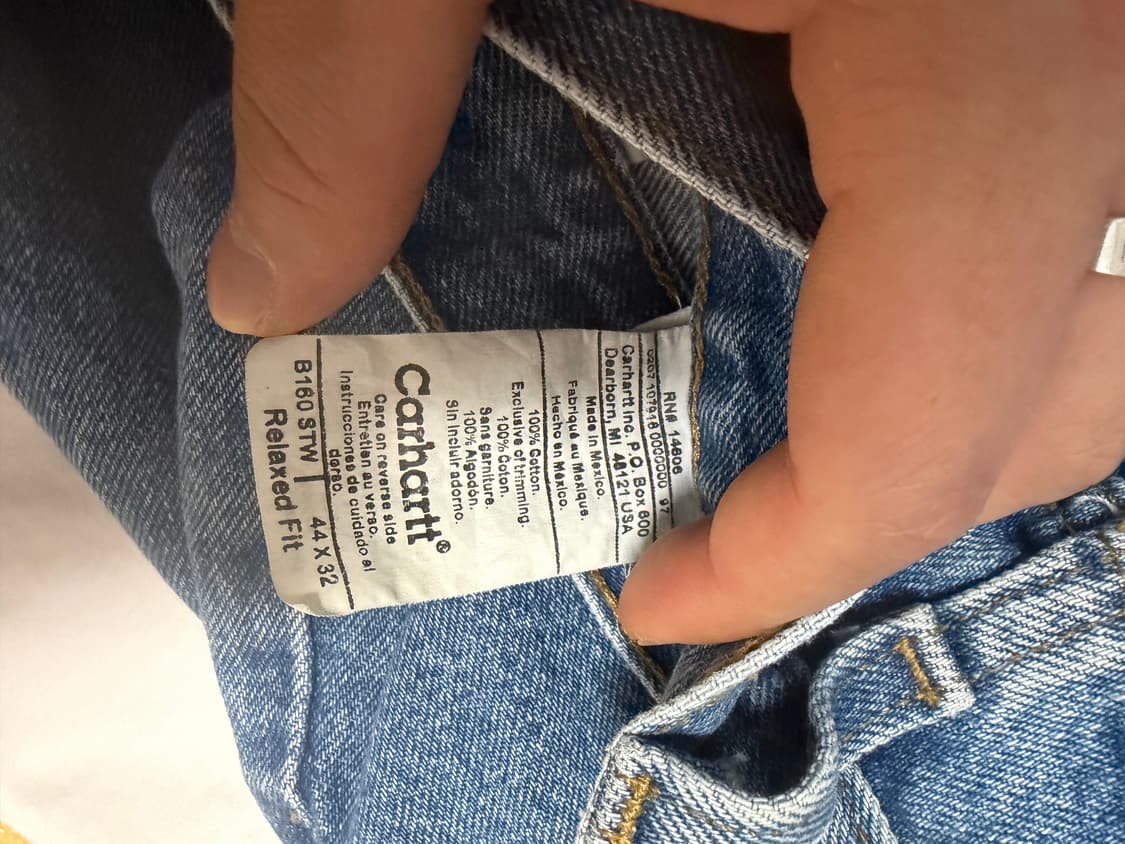 RN# 14806
0207 107916 0000000 97
Carhartt Inc. P.O. Box 600
Dearborn, MI 48121 USA
Made in Mexico.
Fabriqué au Mexique.
Hecho en Mexico.
100% Cotton.
Exclusive of trimming.
100% Coton.
Sans garniture.
100% Algodón.
Sin incluir adorno.
Carhartt®
Care on reverse side
Entretien au verso.
Instrucciones de cuidado al
dorso.
B160 STW 44 X 32
Relaxed Fit